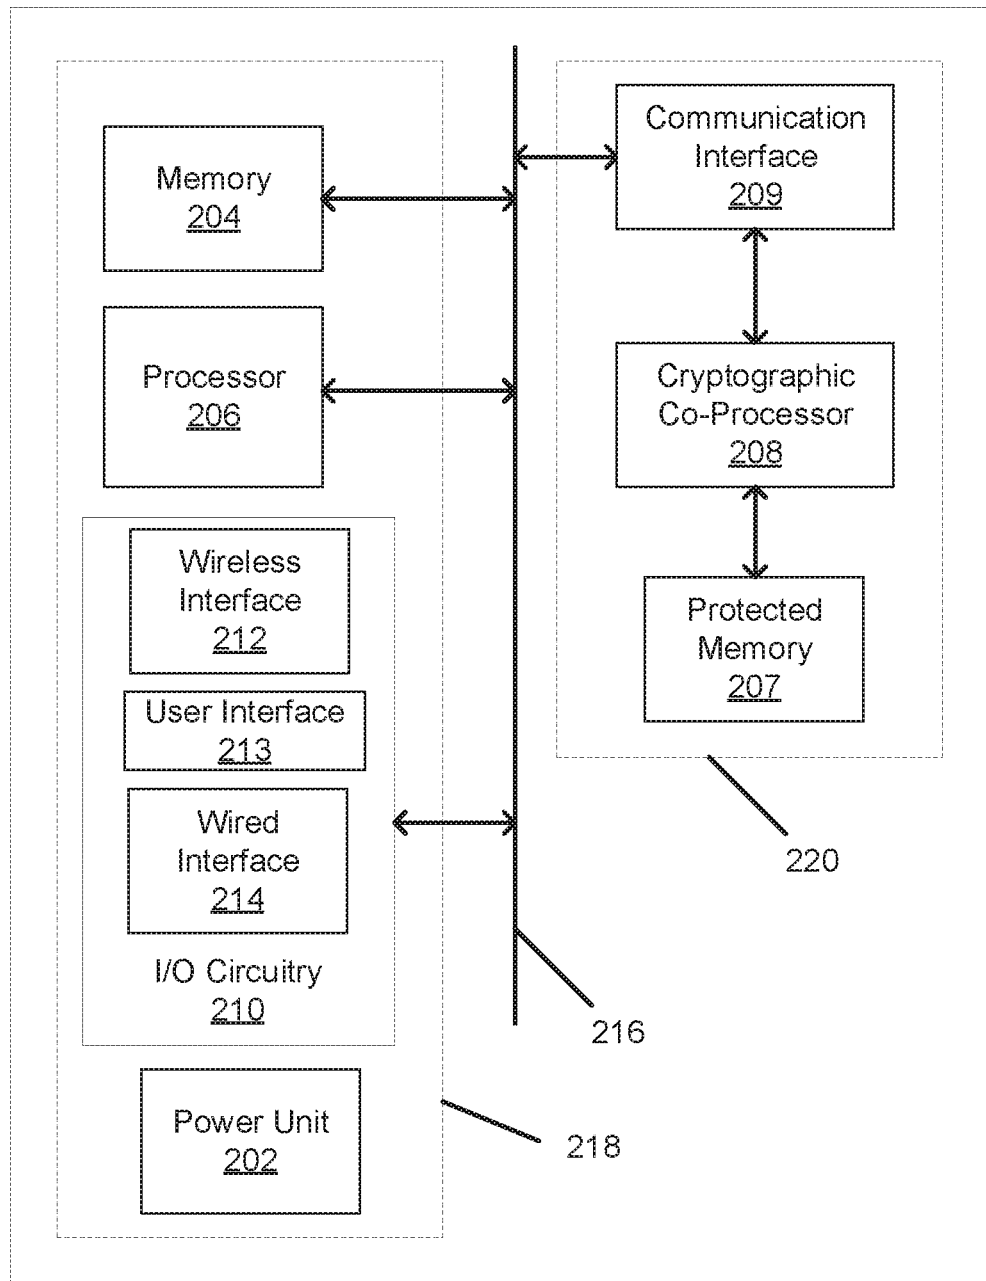 Memory
204
Processor
206
Wireless
Interface
212
User Interface
213
Wired
Interface
214
I/O Circuitry
210
Power Unit
202
218
216
Communication
Interface
209
Cryptographic
Co-Processor
208
Protected
Memory
207
220